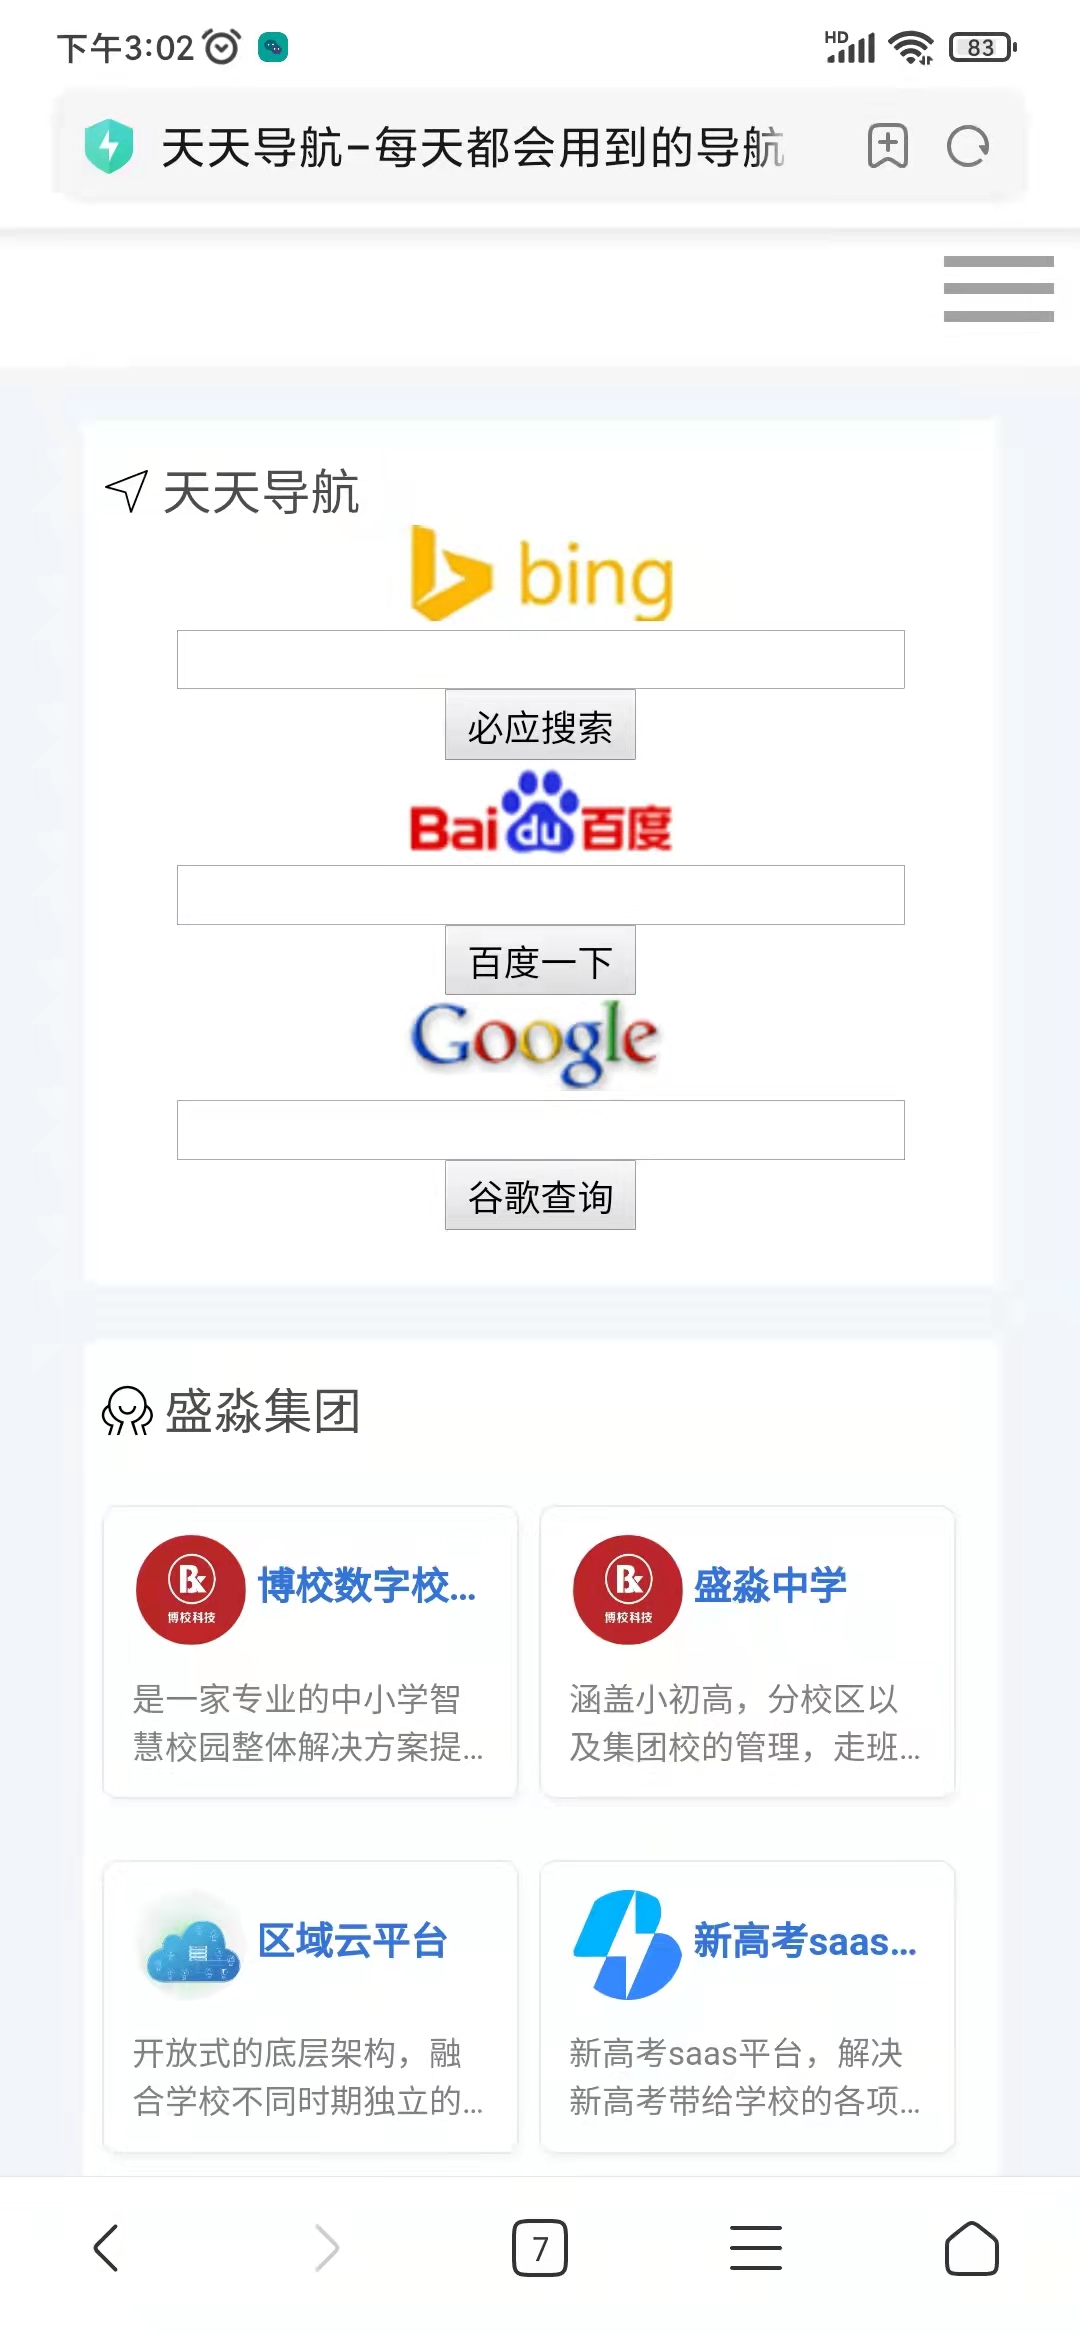 下午3:02
HD
83
天天导航-每天都会用到的导航
天天导航
bing
必应搜索
Bai du 百度
百度一下
Google
谷歌查询
盛淼集团
博校科技
博校数字校...
是一家专业的中小学智
慧校园整体解决方案提...
博校科技
盛淼中学
涵盖小初高，分校区以
及集团校的管理，走班...
区域云平台
开放式的底层架构，融
合学校不同时期独立的...
新高考saas...
新高考saas平台，解决
新高考带给学校的各项...
7